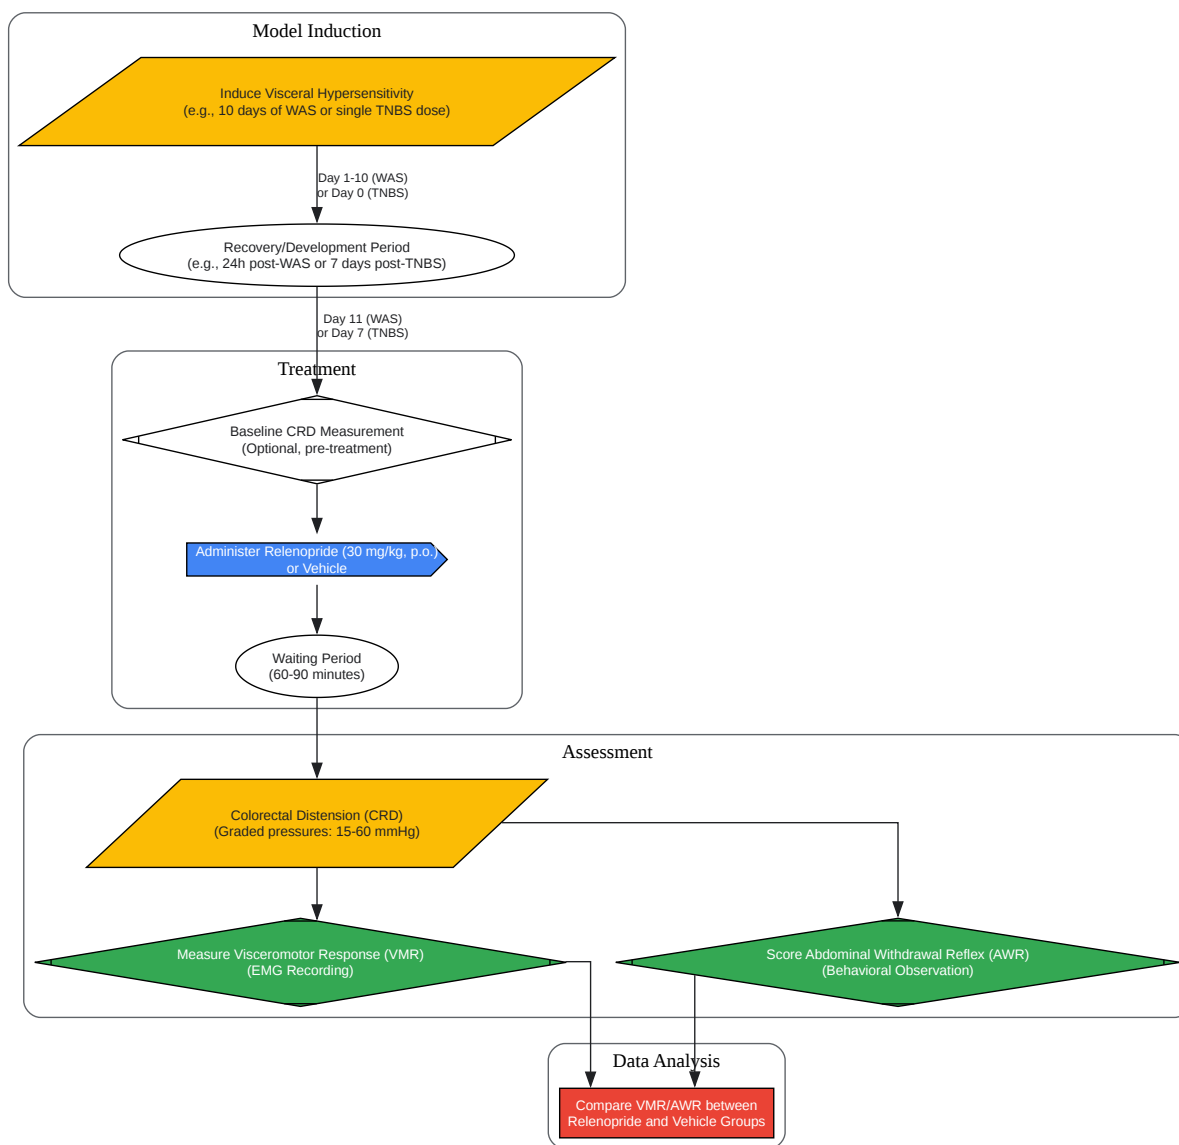 Model Induction
Induce Visceral Hypersensitivity
(e.g., 10 days of WAS or single TNBS dose)
Day 1-10 (WAS)
or Day 0 (TNBS)
Recovery/Development Period
(e.g., 24h post-WAS or 7 days post-TNBS)
Day 11 (WAS)
or Day 7 (TNBS)
Treatment
Baseline CRD Measurement
(Optional, pre-treatment)
Administer Relenopride (30 mg/kg, p.o.)
or Vehicle
Waiting Period
(60-90 minutes)
Assessment
Colorectal Distension (CRD)
(Graded pressures: 15-60 mmHg)
Measure Visceromotor Response (VMR)
(EMG Recording)
Score Abdominal Withdrawal Reflex (AWR)
(Behavioral Observation)
Data Analysis
Compare VMR/AWR between
Relenopride and Vehicle Groups